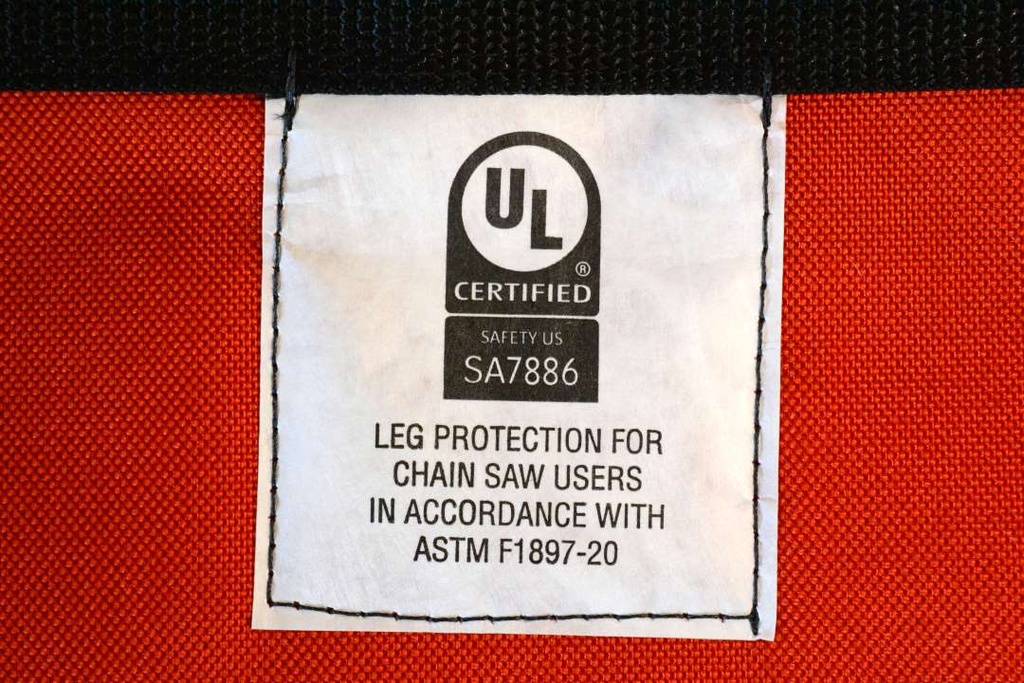 UL
®
CERTIFIED
SAFETY US
SA7886
LEG PROTECTION FOR
CHAIN SAW USERS
IN ACCORDANCE WITH
ASTM F1897-20